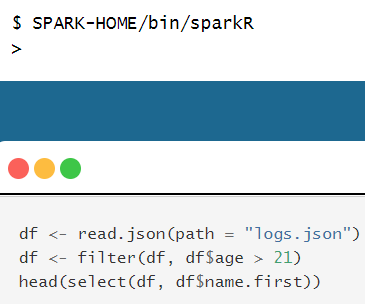 $ SPARK-HOME/bin/sparkR
>
df <- read.json(path = "logs.json")
df <- filter(df, df$age > 21)
head(select(df, df$name.first))